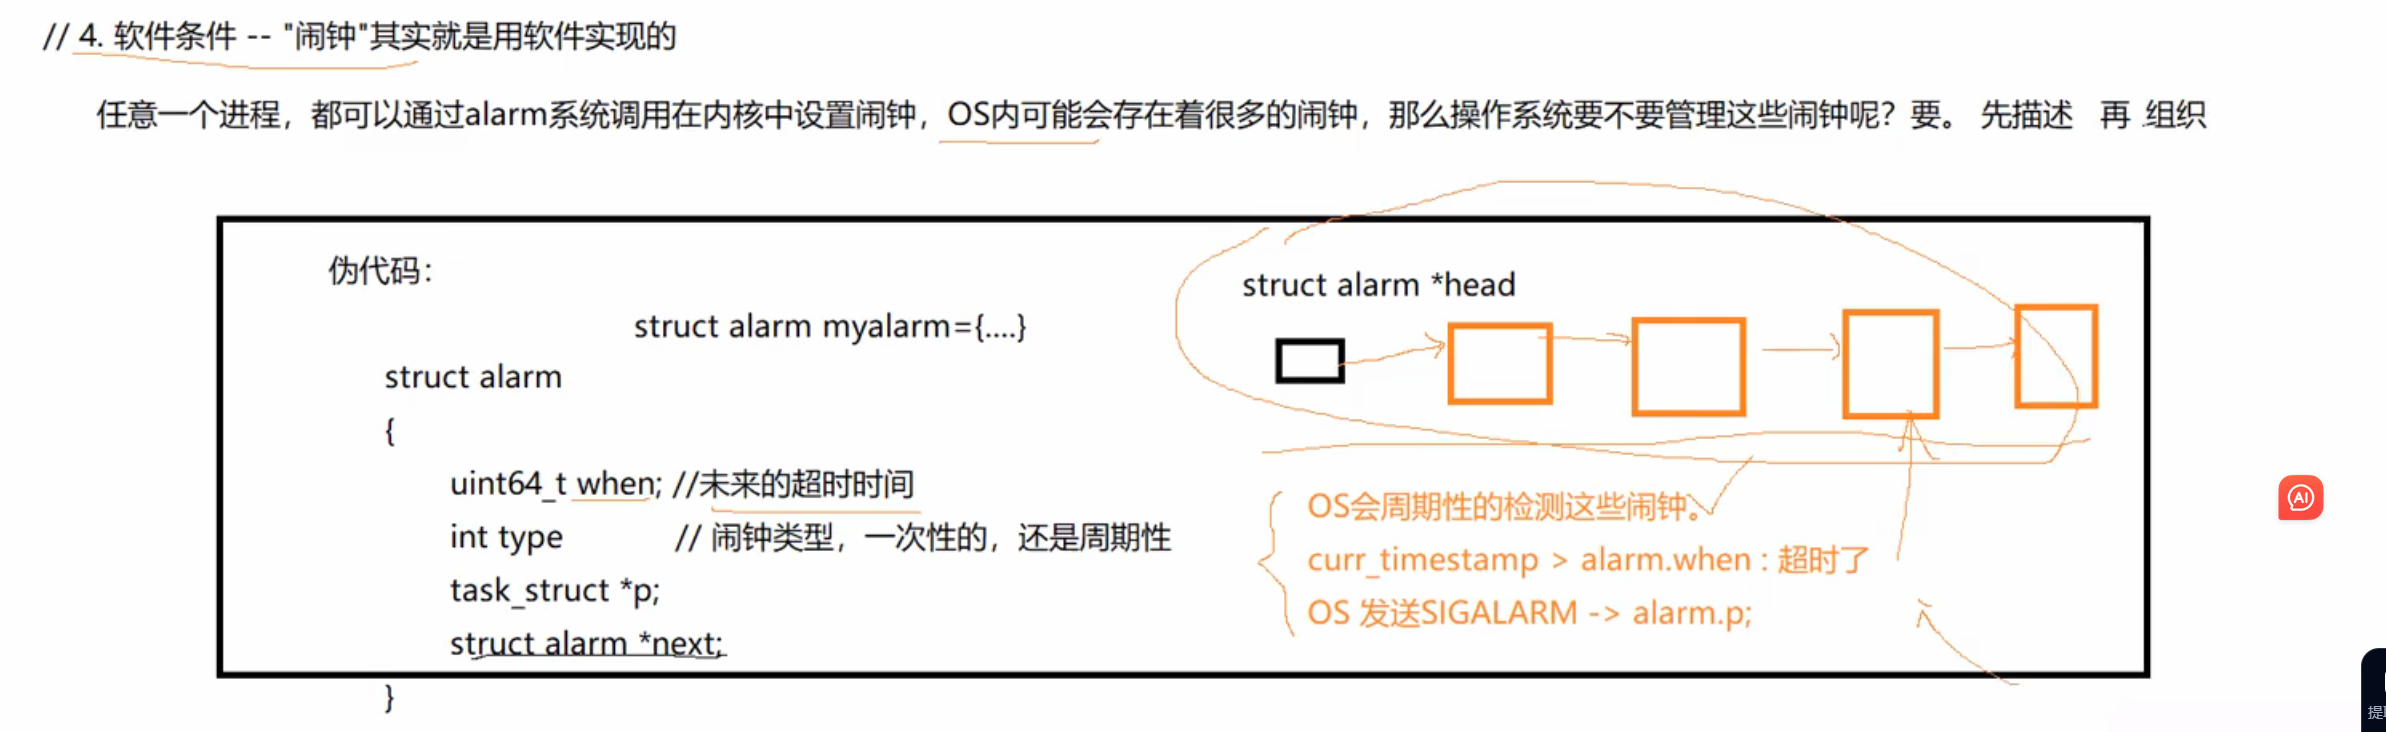 // 4. 软件条件 -- "闹钟"其实就是用软件实现的
任意一个进程，都可以通过alarm系统调用在内核中设置闹钟，OS内可能会存在着很多的闹钟，那么操作系统要不要管理这些闹钟呢？要。 先描述 再 组织
伪代码：
struct alarm myalarm={....}
struct alarm
{
uint64_t when; //未来的超时时间
int type // 闹钟类型，一次性的，还是周期性
task_struct *p;
struct alarm *next;
}
struct alarm *head
OS会周期性的检测这些闹钟。
curr_timestamp > alarm.when : 超时了
OS 发送SIGALARM -> alarm.p;
AI